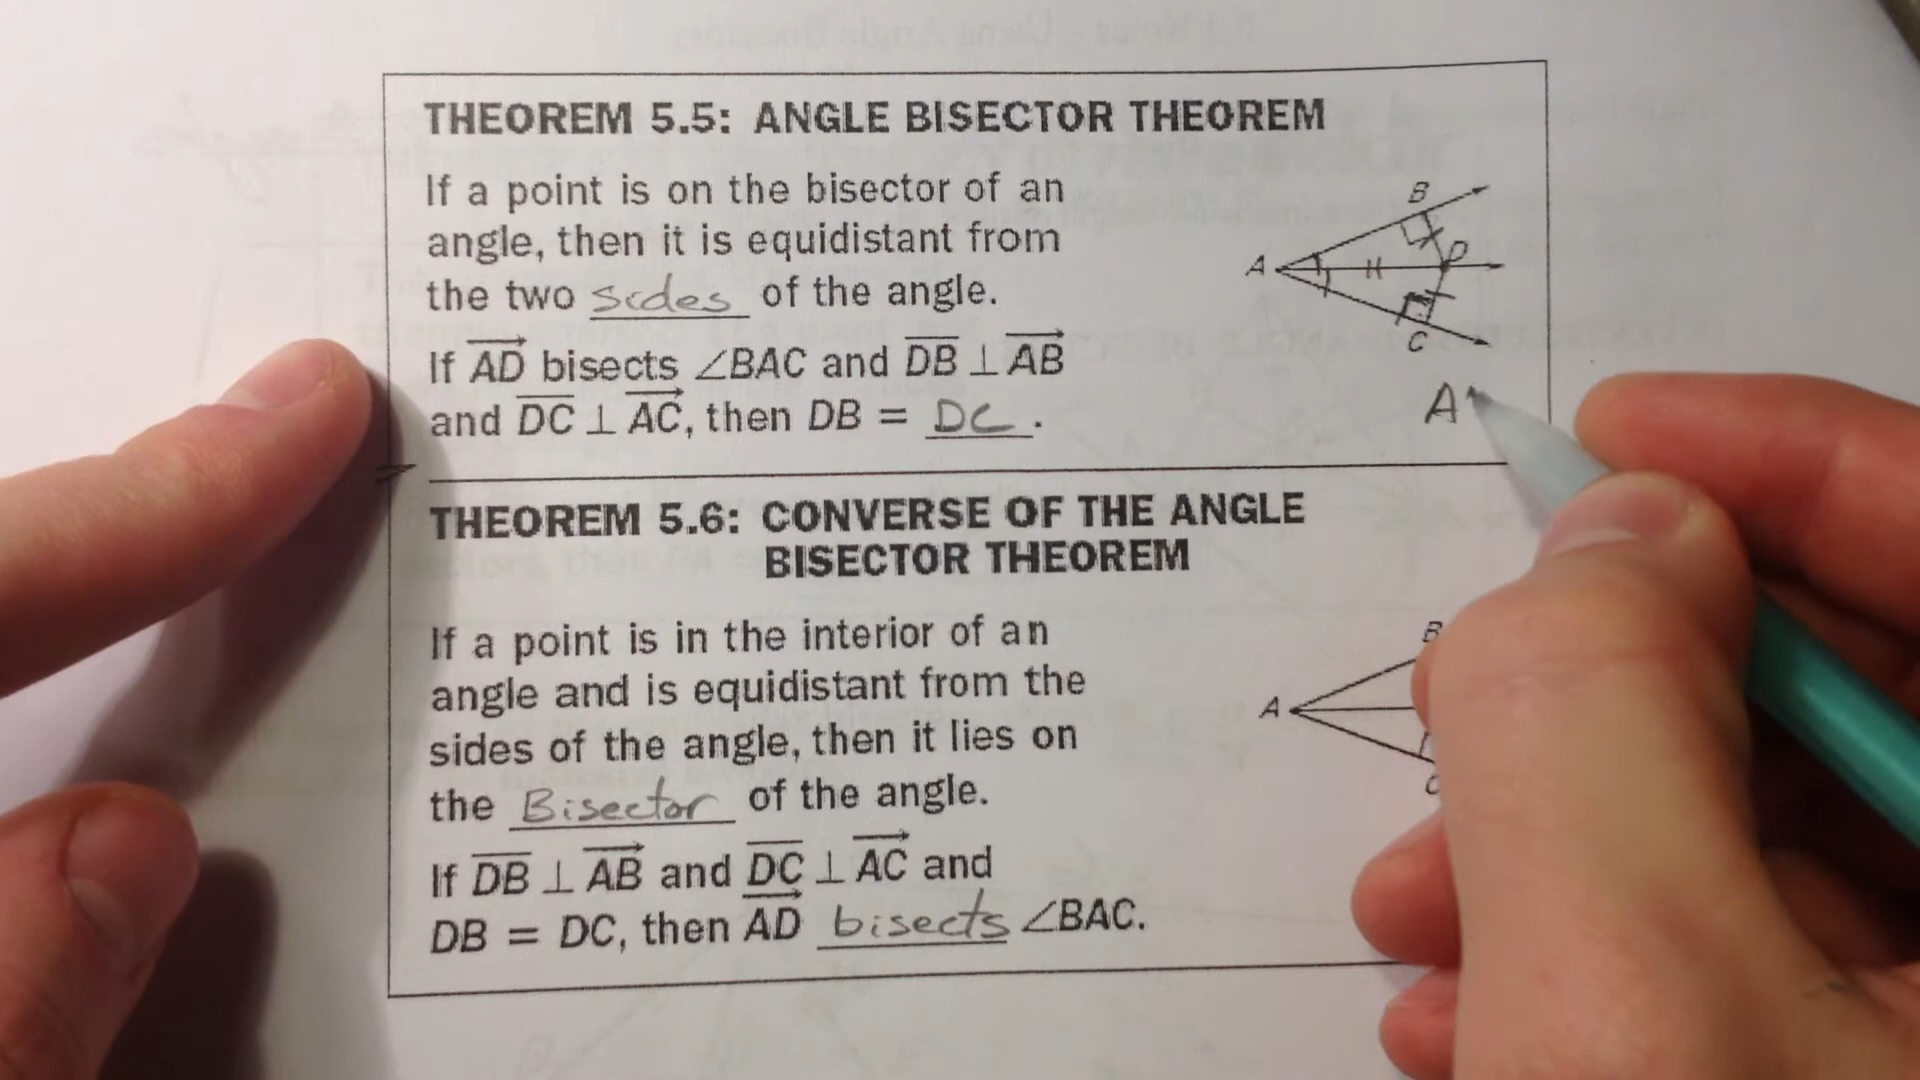 THEOREM 5.5: ANGLE BISECTOR THEOREM
If a point is on the bisector of an
angle, then it is equidistant from
the two sides of the angle.
If AD bisects ∠BAC and DB ⊥ AB
and DC ⊥ AC, then DB = DC.
B
A
D
C
A
THEOREM 5.6: CONVERSE OF THE ANGLE
BISECTOR THEOREM
If a point is in the interior of an
angle and is equidistant from the
sides of the angle, then it lies on
the Bisector of the angle.
If DB ⊥ AB and DC ⊥ AC and
DB = DC, then AD bisects ∠BAC.
B
A
C